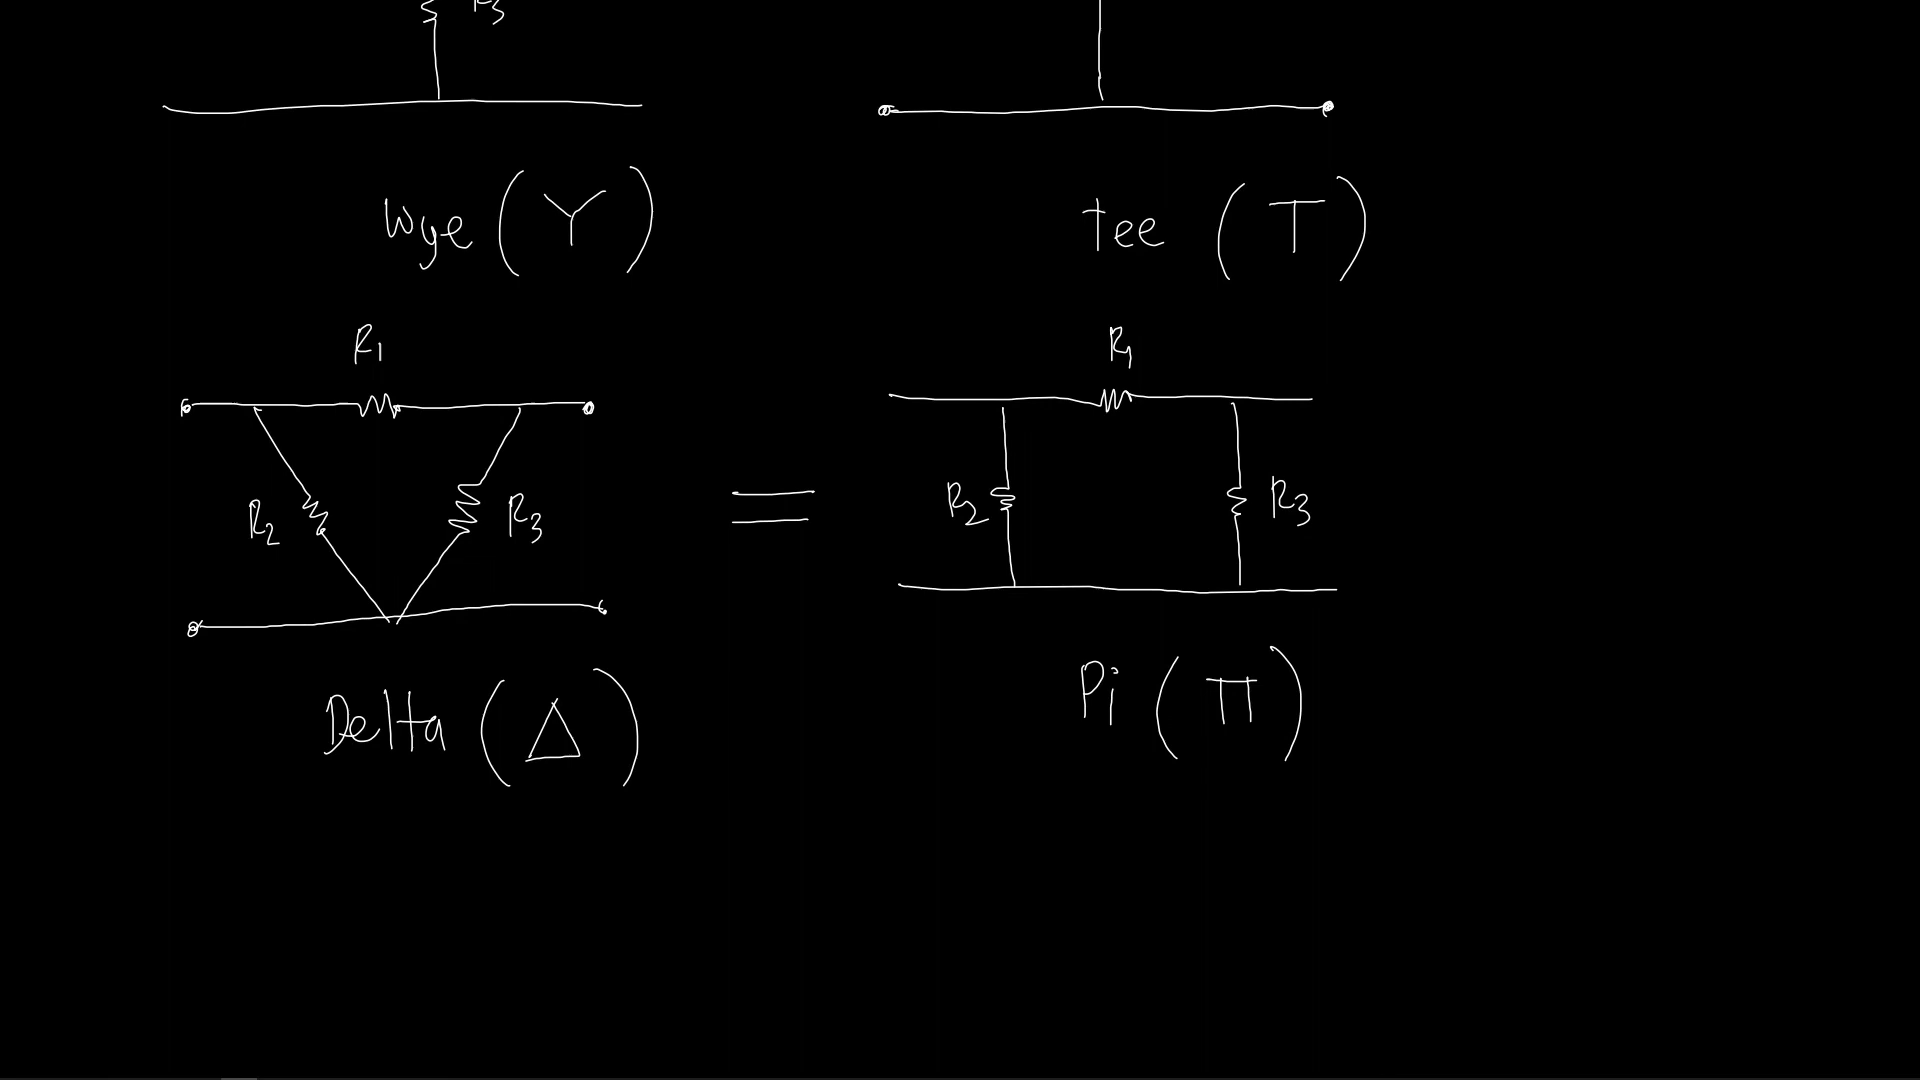 R3
Wye (Y)
tee (T)
R1
R1
R2
R3
=
R2
R3
Delta (Δ)
Pi (Π)